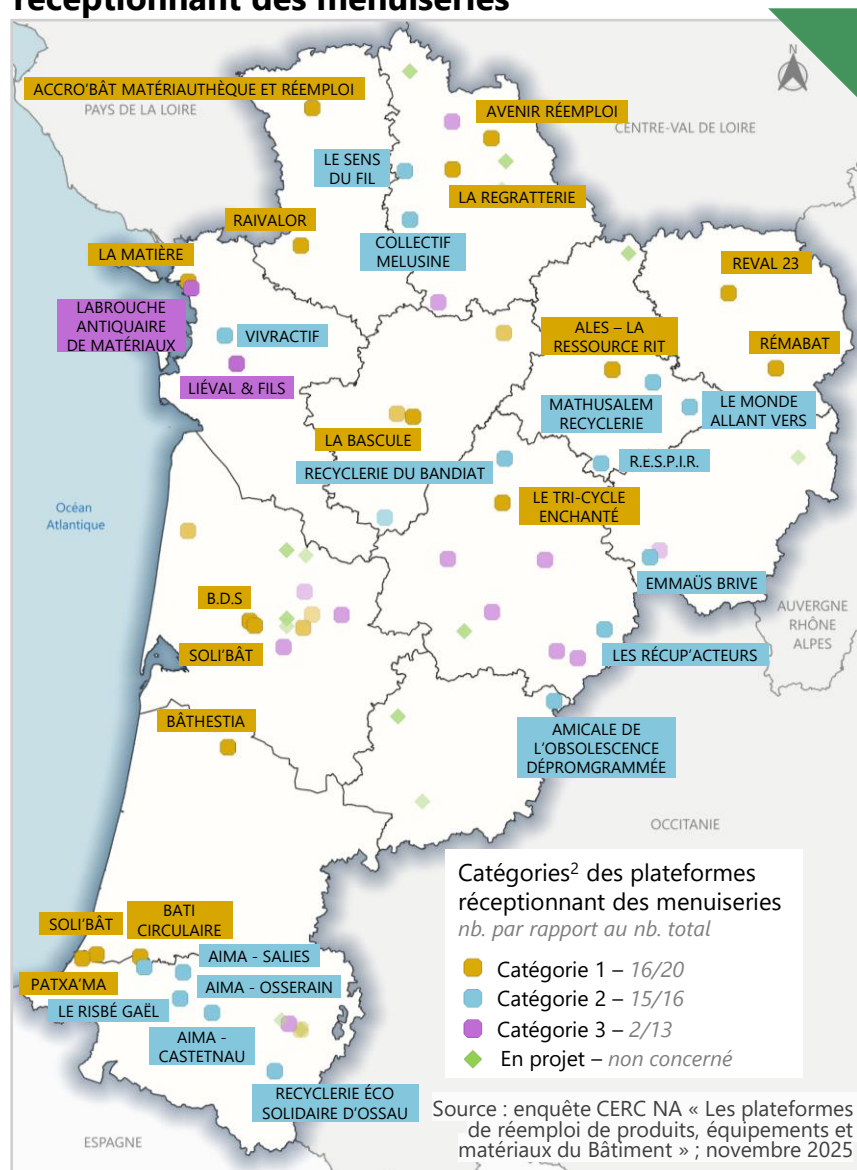 réceptionnant des menuiseries
N
ACCRO'BÂT MATÉRIAUTHÈQUE ET RÉEMPLOI
PAYS DE LA LOIRE
AVENIR RÉEMPLOI
CENTRE-VAL DE LOIRE
LE SENS
DU FIL
LA REGRATTERIE
RAIVALOR
COLLECTIF
MELUSINE
LA MATIÈRE
REVAL 23
LABROUCHE
ANTIQUAIRE
DE MATÉRIAUX
VIVRACTIF
ALES – LA
RESSOURCE RIT
RÉMABAT
LIÉVAL & FILS
MATHUSALEM
RECYCLERIE
LE MONDE
ALLANT VERS
LA BASCULE
RECYCLERIE DU BANDIAT
R.E.S.P.I.R.
LE TRI-CYCLE
ENCHANTÉ
Océan
Atlantique
EMMAÜS BRIVE
B.D.S
AUVERGNE
RHÔNE
ALPES
SOLI'BÂT
LES RÉCUP'ACTEURS
BÂTHESTIA
AMICALE DE
L'OBSOLESCENCE
DÉPROMGRAMMÉE
OCCITANIE
Catégories² des plateformes
réceptionnant des menuiseries
nb. par rapport au nb. total
Catégorie 1 – 16/20
Catégorie 2 – 15/16
Catégorie 3 – 2/13
En projet – non concerné
SOLI'BÂT
BATI
CIRCULAIRE
AIMA - SALIES
PATXA'MA
AIMA - OSSERAIN
LE RISBÉ GAËL
AIMA -
CASTETNAU
RECYCLERIE ÉCO
SOLIDAIRE D'OSSAU
ESPAGNE
Source : enquête CERC NA « Les plateformes
de réemploi de produits, équipements et
matériaux du Bâtiment » ; novembre 2025